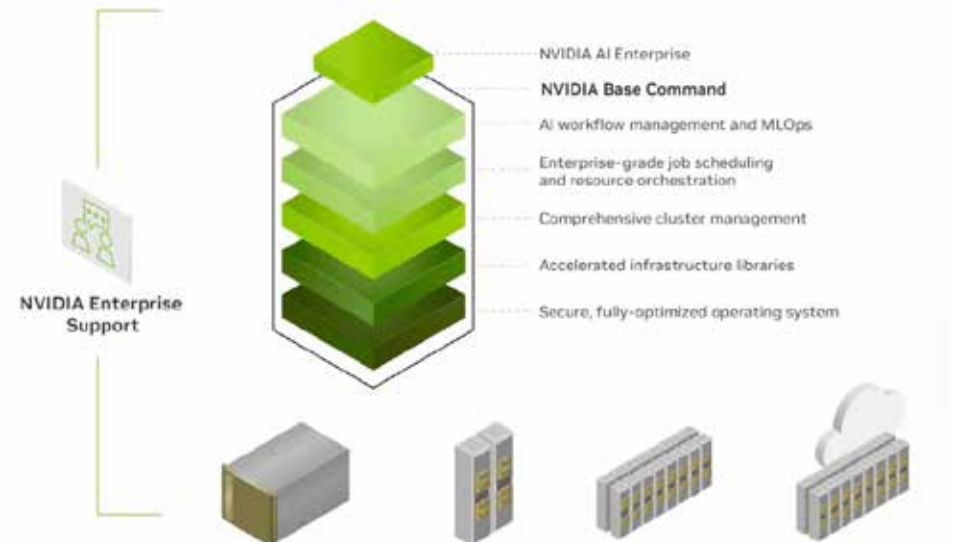 NVIDIA AI Enterprise
NVIDIA Base Command
AI workflow management and MLOps
Enterprise-grade job scheduling
and resource orchestration
Comprehensive cluster management
Accelerated infrastructure libraries
Secure, fully-optimized operating system
NVIDIA Enterprise
Support